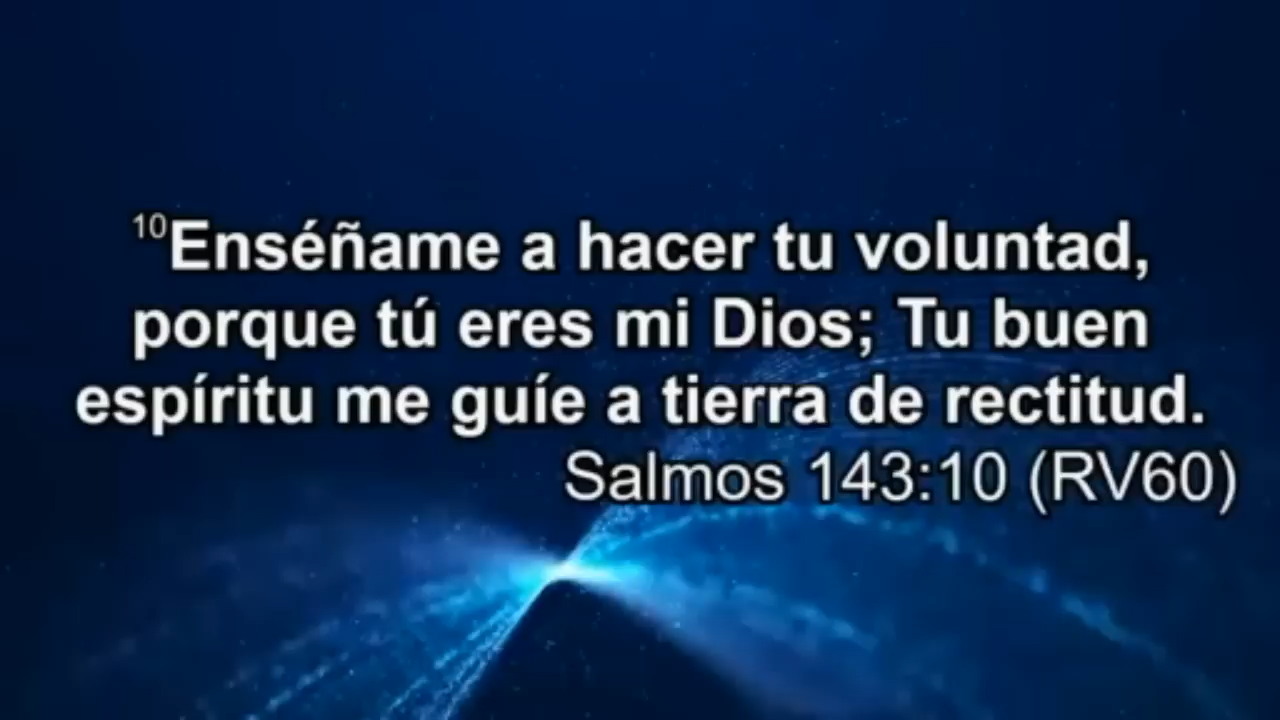 10Enséñame a hacer tu voluntad,
porque tú eres mi Dios; Tu buen
espíritu me guíe a tierra de rectitud.
Salmos 143:10 (RV60)